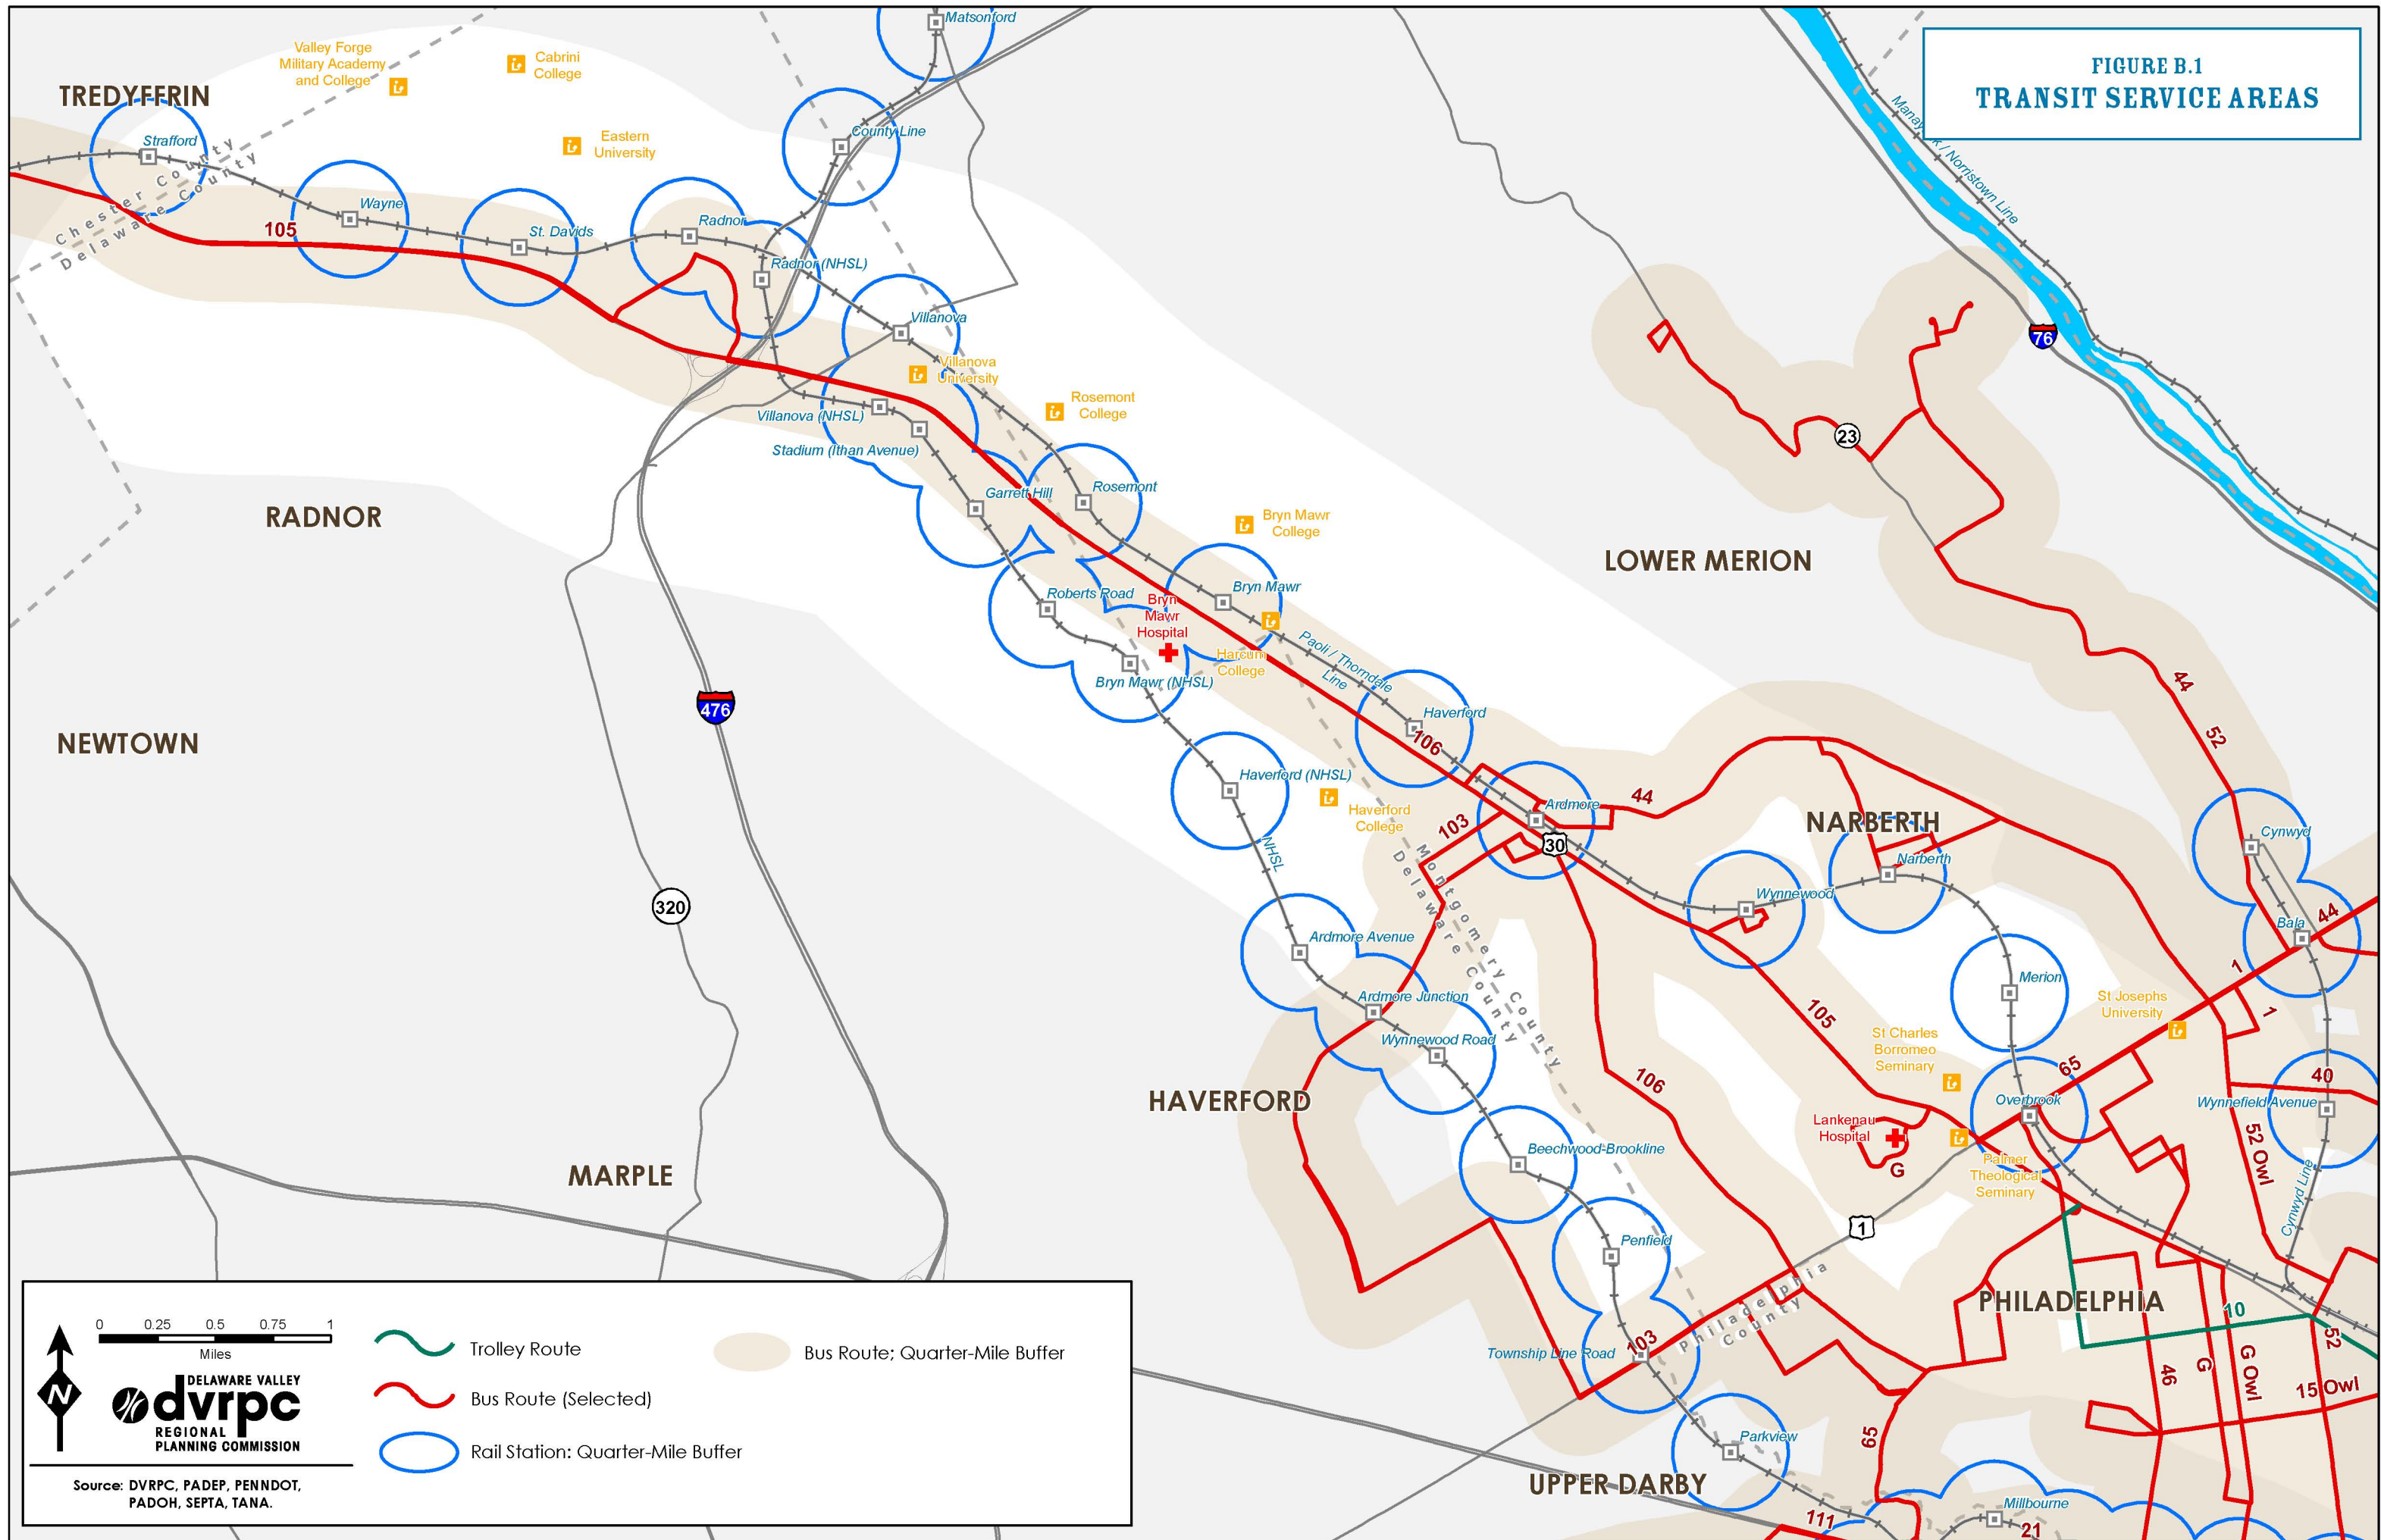 FIGURE B.1
TRANSIT SERVICE AREAS
Matsonford
Valley Forge
Military Academy
and College
Cabrini
College
TREDYFFRIN
Strafford
Eastern
University
County Line
Manayunk / Norristown Line
Chester County
Delaware County
Wayne
105
St. Davids
Radnor
Radnor (NHSL)
Villanova
76
Villanova
University
Rosemont
College
Villanova (NHSL)
Stadium (Ithan Avenue)
23
Garrett Hill
Rosemont
RADNOR
Bryn Mawr
College
LOWER MERION
Roberts Road
Bryn Mawr
Bryn
Mawr
Hospital
Harcum
College
Paoli / Thorndale
Line
Bryn Mawr (NHSL)
44
476
Haverford
52
NEWTOWN
106
Haverford (NHSL)
Haverford
College
Ardmore
44
103
30
NARBERTH
Narberth
Cynwyd
NHSL
Montgomery County
Delaware County
Wynnewood
320
Ardmore Avenue
Bala
44
Merion
1
Ardmore Junction
105
St Josephs
University
1
Wynnewood Road
St Charles
Borromeo
Seminary
65
40
106
HAVERFORD
Overbrook
Wynnefield Avenue
Lankenau
Hospital
G
Palmer
Theological
Seminary
52 Owl
Beechwood-Brookline
MARPLE
Cynwyd Line
1
Penfield
Philadelphia
County
PHILADELPHIA
10
103
Township Line Road
52
46
G
G Owl
15 Owl
65
Parkview
UPPER DARBY
Millbourne
111
21
0 0.25 0.5 0.75 1
Miles
N
DELAWARE VALLEY
dvrpc
REGIONAL
PLANNING COMMISSION
Source: DVRPC, PADEP, PENNDOT,
PADOH, SEPTA, TANA.
Trolley Route
Bus Route (Selected)
Rail Station: Quarter-Mile Buffer
Bus Route; Quarter-Mile Buffer